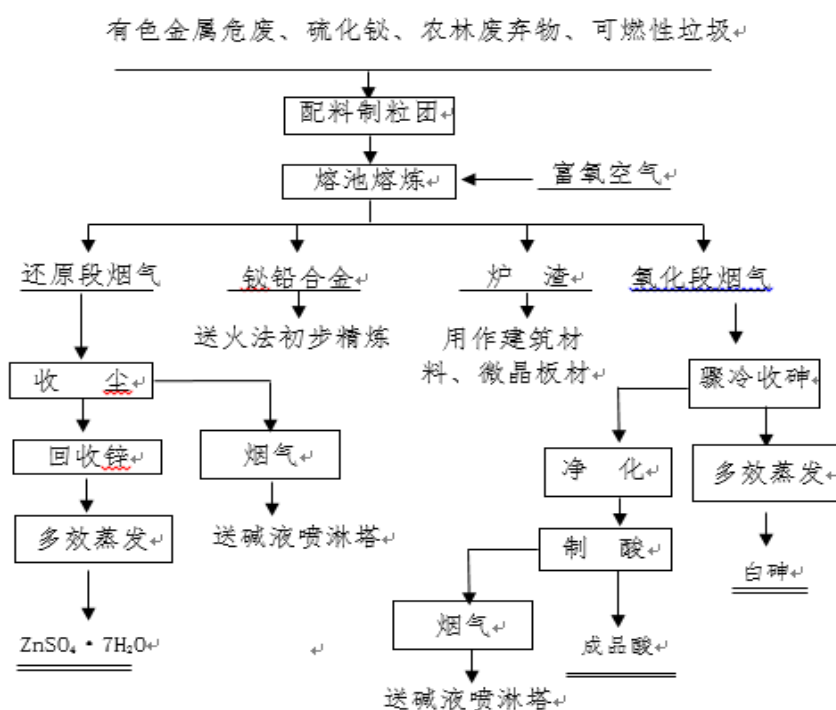 有色金属危废、硫化铋、农林废弃物、可燃性垃圾
配料制粒团
熔池熔炼
富氧空气
还原段烟气
铋铅合金
炉 渣
氧化段烟气
送火法初步精炼
用作建筑材
料、微晶板材
收 尘
骤冷收砷
回收锌
烟气
净 化
多效蒸发
多效蒸发
送碱液喷淋塔
制 酸
白砷
烟气
ZnSO₄·7H₂O
成品酸
送碱液喷淋塔